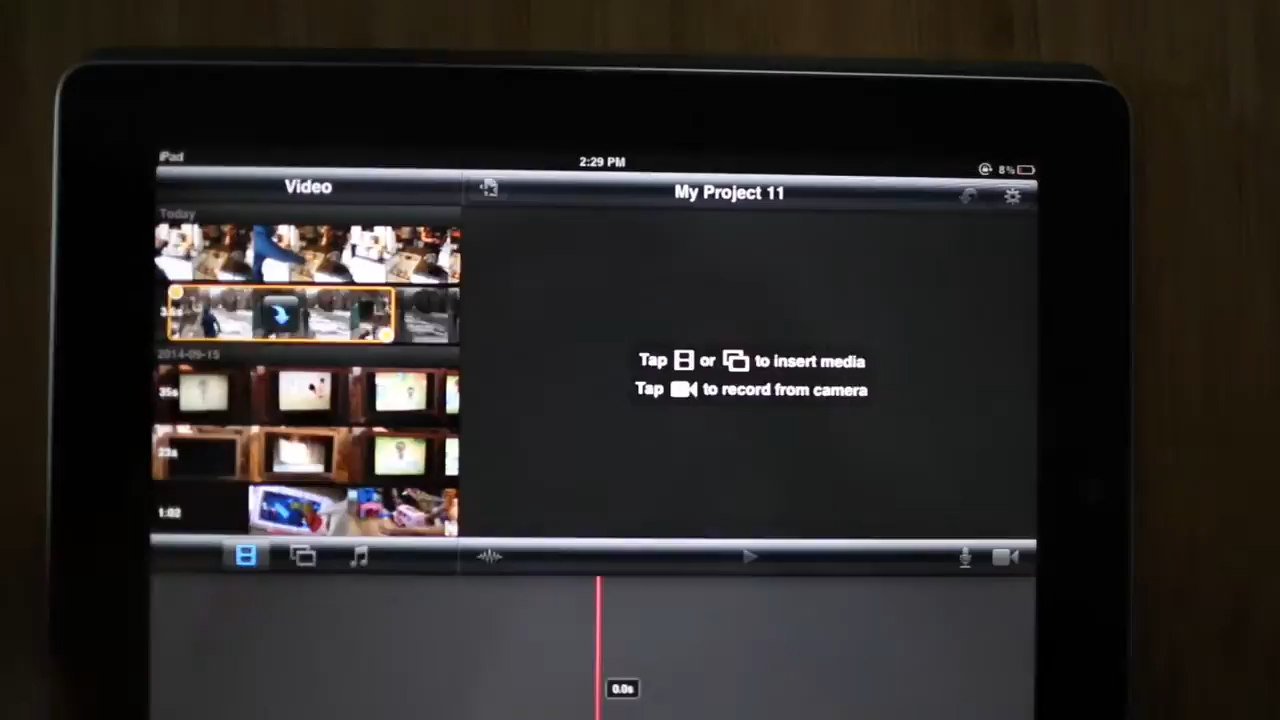 iPad
2:29 PM
8%
Video
My Project 11
Today
2014-09-15
35s
23s
1:02
Tap or to insert media
Tap to record from camera
0.0s